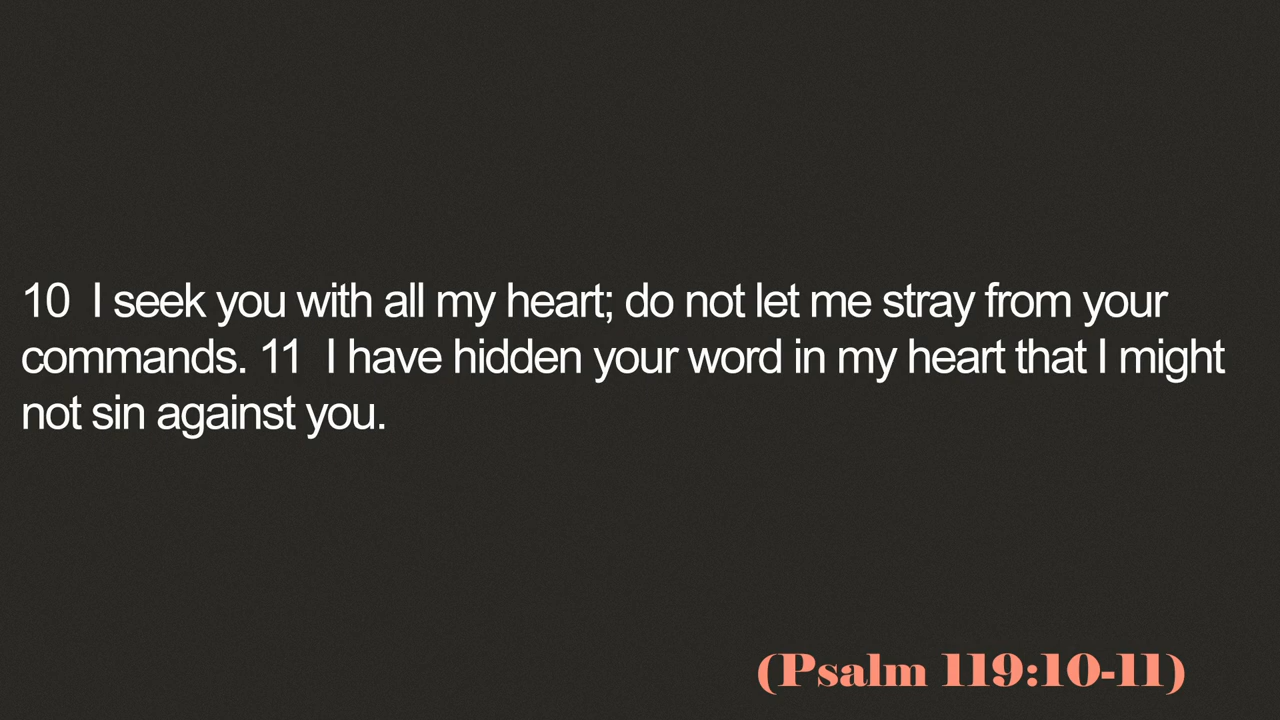 10  I seek you with all my heart; do not let me stray from your
commands. 11  I have hidden your word in my heart that I might
not sin against you.
(Psalm 119:10-11)